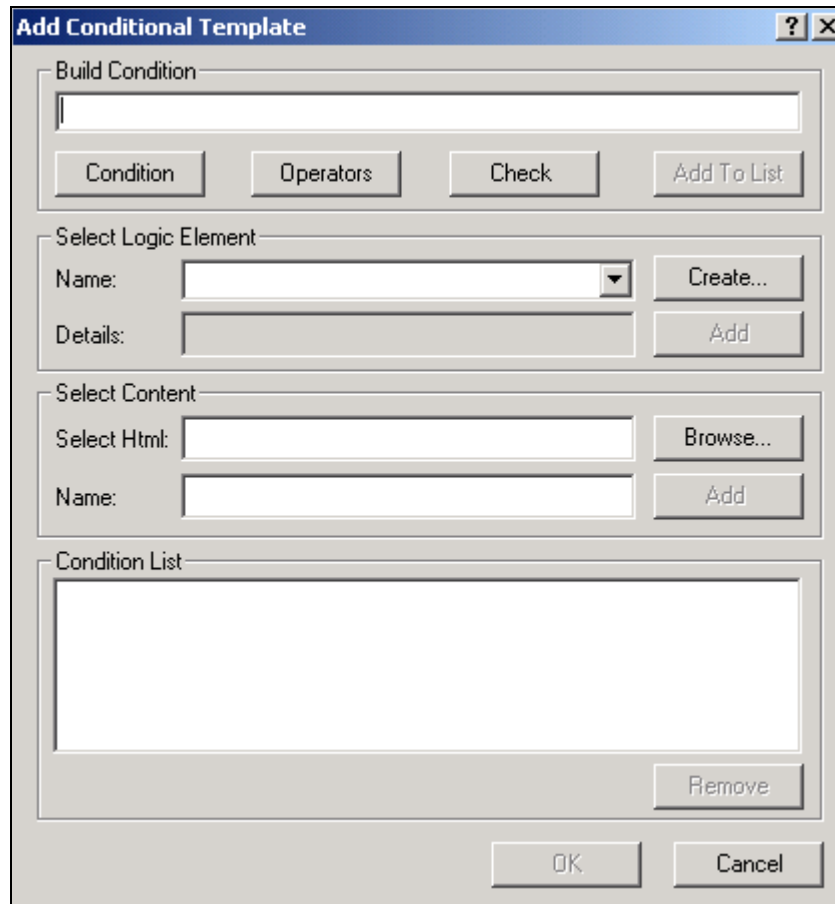 Add Conditional Template
Build Condition
Condition Operators Check Add To List
Select Logic Element
Name: Create...
Details: Add
Select Content
Select Html: Browse...
Name: Add
Condition List
Remove
OK Cancel